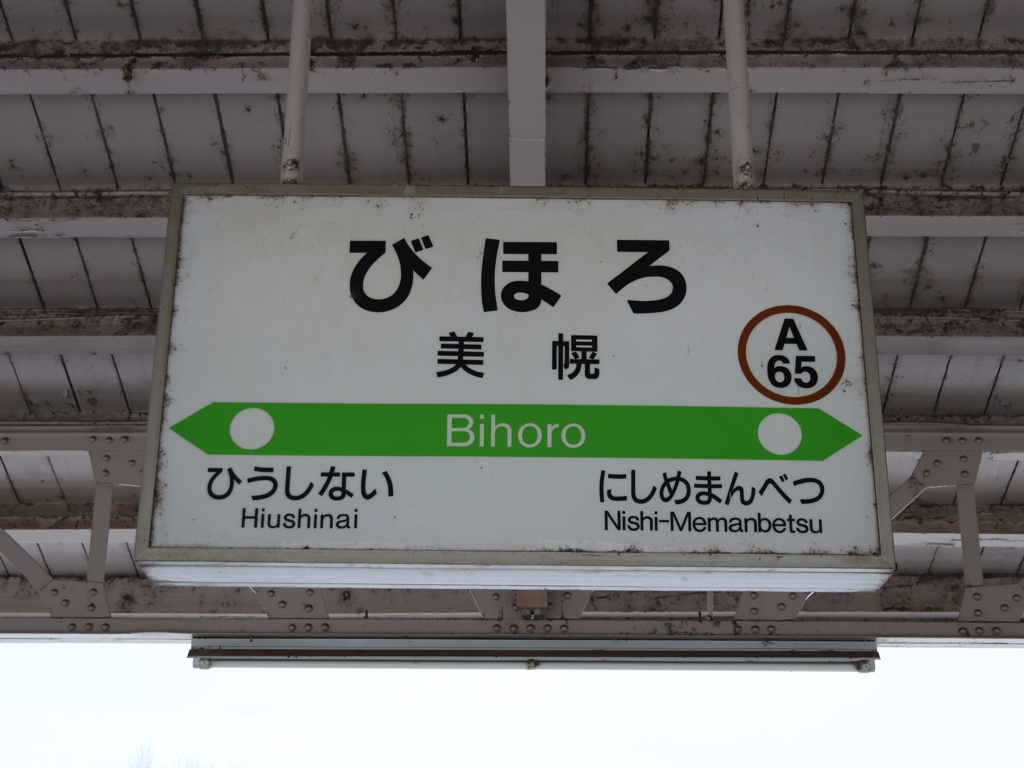 びほろ
美幌
A
65
Bihoro
ひうしない
Hiushinai
にしめまんべつ
Nishi-Memanbetsu